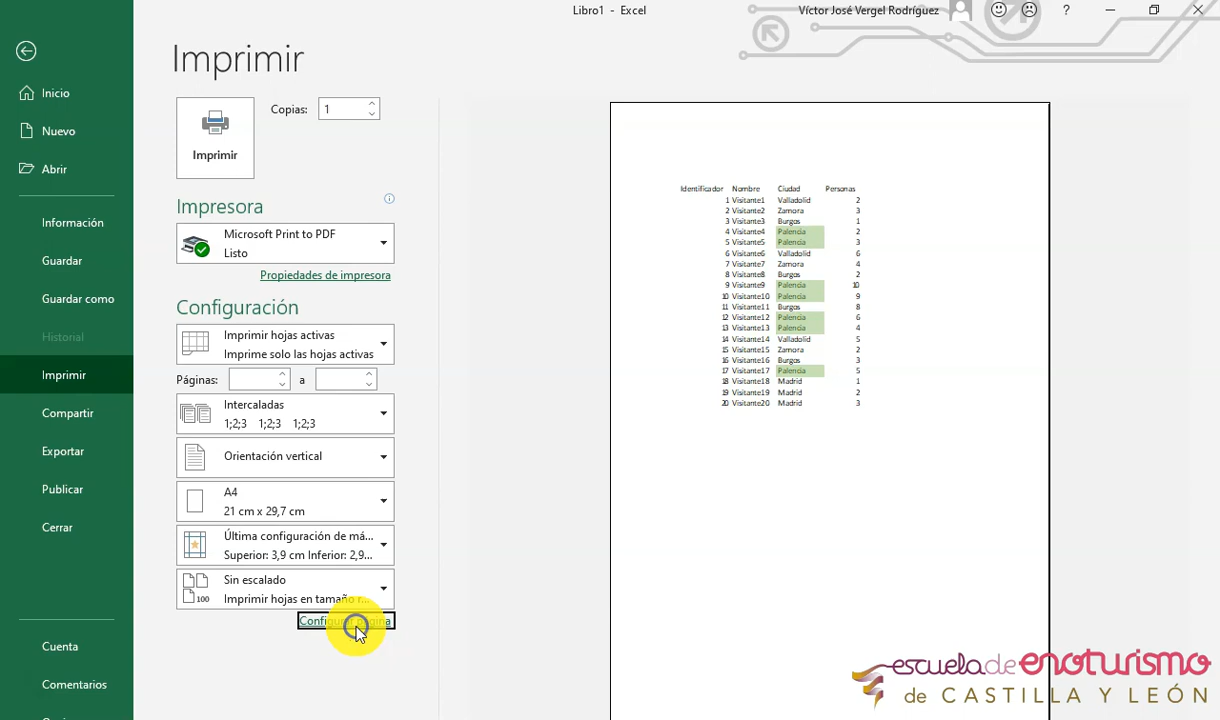 Libro1 - Excel
Víctor José Vergel Rodríguez
?
Imprimir
Inicio
Nuevo
Abrir
Información
Guardar
Guardar como
Historial
Imprimir
Compartir
Exportar
Publicar
Cerrar
Cuenta
Comentarios
Imprimir
Copias: 1
Impresora
Microsoft Print to PDF
Listo
Propiedades de impresora
Configuración
Imprimir hojas activas
Imprime solo las hojas activas
Páginas: a
Intercaladas
1;2;3 1;2;3 1;2;3
Orientación vertical
A4
21 cm x 29,7 cm
Última configuración de má...
Superior: 3,9 cm Inferior: 2,9...
Sin escalado
Imprimir hojas en tamaño r...
100
Configurar página
Identificador Nombre Ciudad Personas
1 Visitante1 Valladolid 2
2 Visitante2 Zamora 3
3 Visitante3 Burgos 1
4 Visitante4 Palencia 2
5 Visitante5 Palencia 3
6 Visitante6 Valladolid 6
7 Visitante7 Zamora 4
8 Visitante8 Burgos 2
9 Visitante9 Palencia 10
10 Visitante10 Palencia 9
11 Visitante11 Burgos 8
12 Visitante12 Palencia 6
13 Visitante13 Palencia 4
14 Visitante14 Valladolid 5
15 Visitante15 Zamora 2
16 Visitante16 Burgos 3
17 Visitante17 Palencia 5
18 Visitante18 Madrid 1
19 Visitante19 Madrid 2
20 Visitante20 Madrid 3
escuela de enoturismo
de CASTILLA Y LEÓN